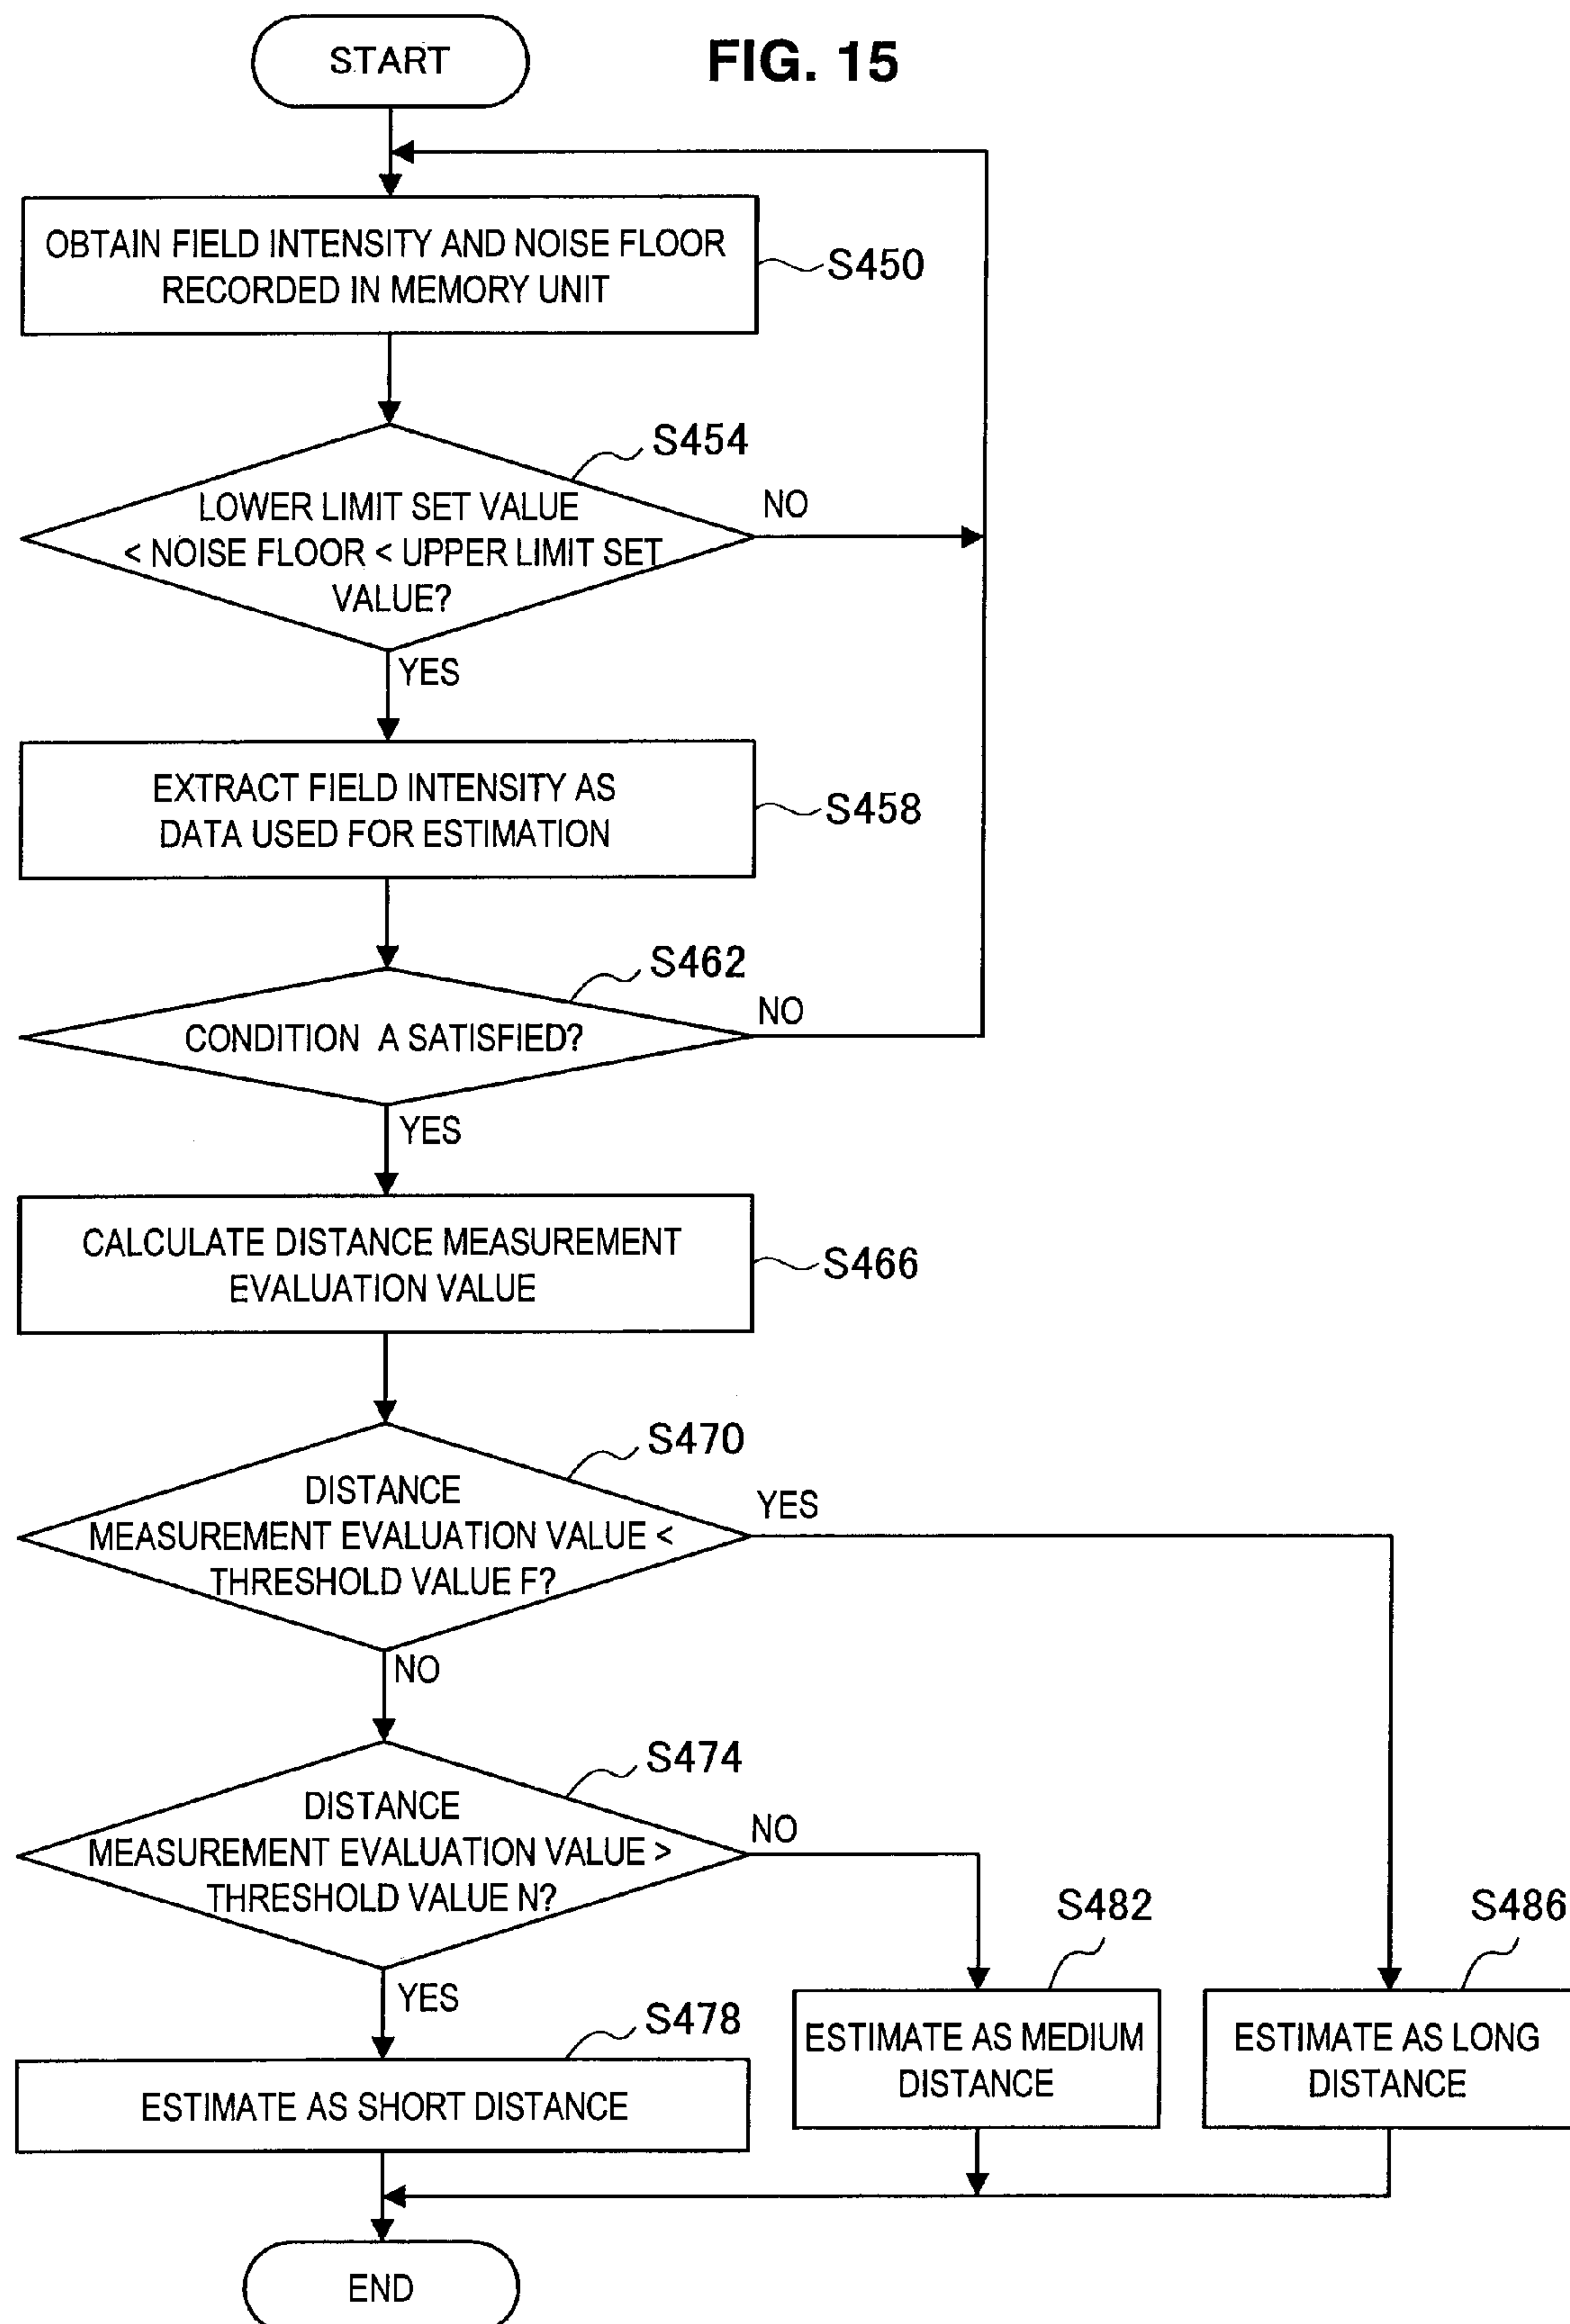 START
FIG. 15
OBTAIN FIELD INTENSITY AND NOISE FLOOR
RECORDED IN MEMORY UNIT
S450
S454
LOWER LIMIT SET VALUE
< NOISE FLOOR < UPPER LIMIT SET
VALUE?
NO
YES
EXTRACT FIELD INTENSITY AS
DATA USED FOR ESTIMATION
S458
S462
CONDITION A SATISFIED?
NO
YES
CALCULATE DISTANCE MEASUREMENT
EVALUATION VALUE
S466
S470
DISTANCE
MEASUREMENT EVALUATION VALUE <
THRESHOLD VALUE F?
YES
NO
S474
DISTANCE
MEASUREMENT EVALUATION VALUE >
THRESHOLD VALUE N?
NO
YES
S478
ESTIMATE AS SHORT DISTANCE
S482
ESTIMATE AS MEDIUM
DISTANCE
S486
ESTIMATE AS LONG
DISTANCE
END